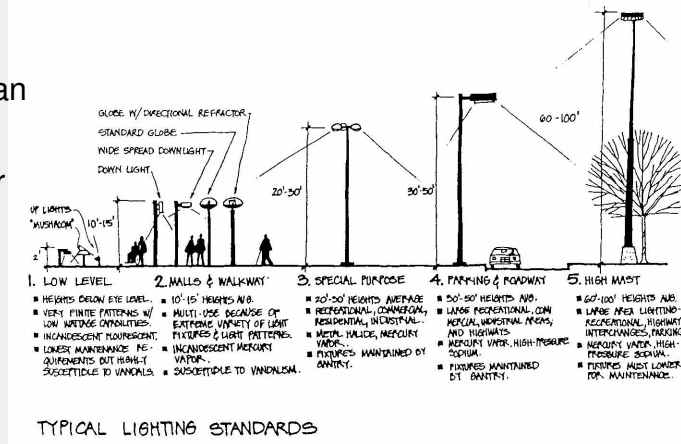 an
r
GLOBE W/ DIRECTIONAL REFRACTOR
STANDARD GLOBE
WIDE SPREAD DOWNLIGHT
DOWN LIGHT
UP LIGHTS
"MUSHROOM"
2'
10'-15'
20'-30'
30'-50'
60-100'
1. LOW LEVEL
■ HEIGHTS BELOW EYE LEVEL.
■ VERY FINITE PATTERNS W/
LOW WATTAGE CAPABILITIES.
■ INCANDESCENT FLOURESCENT.
■ LOWEST MAINTENANCE RE-
QUIREMENTS BUT HIGHLY
SUSCEPTIBLE TO VANDALS.
2. MALLS & WALKWAY
■ 10'-15' HEIGHTS AVG.
■ MULTI-USE BECAUSE OF
EXTREME VARIETY OF LIGHT
FIXTURES & LIGHT PATTERNS.
■ INCANDESCENT MERCURY
VAPOR.
■ SUSCEPTIBLE TO VANDALISM.
3. SPECIAL PURPOSE
■ 20'-30' HEIGHTS AVERAGE
■ RECREATIONAL, COMMERCIAL,
RESIDENTIAL, INDUSTRIAL.
■ METAL HALIDE, MERCURY
VAPOR.
■ FIXTURES MAINTAINED BY
GANTRY.
4. PARKING & ROADWAY
■ 30'-50' HEIGHTS AVG.
■ LARGE RECREATIONAL, COM
MERCIAL, INDUSTRIAL AREAS,
AND HIGHWAYS
■ MERCURY VAPOR, HIGH-PRESSURE
SODIUM.
■ FIXTURES MAINTAINED
BY GANTRY.
5. HIGH MAST
■ 60'-100' HEIGHTS AVG.
■ LARGE AREA LIGHTING-
RECREATIONAL, HIGHWAY
INTERCHANGES, PARKING
■ MERCURY VAPOR, HIGH-
PRESSURE SODIUM.
■ FIXTURES MUST LOWER
FOR MAINTENANCE.
TYPICAL LIGHTING STANDARDS